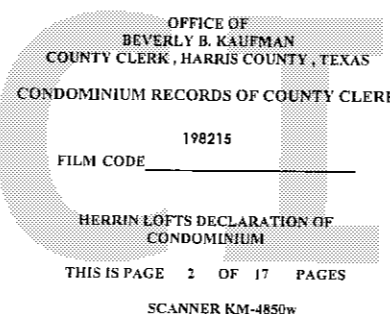 OFFICE OF
BEVERLY B. KAUFMAN
COUNTY CLERK , HARRIS COUNTY , TEXAS
CONDOMINIUM RECORDS OF COUNTY CLERK
198215
FILM CODE
HERRIN LOFTS DECLARATION OF
CONDOMINIUM
THIS IS PAGE 2 OF 17 PAGES
SCANNER KM-4850w